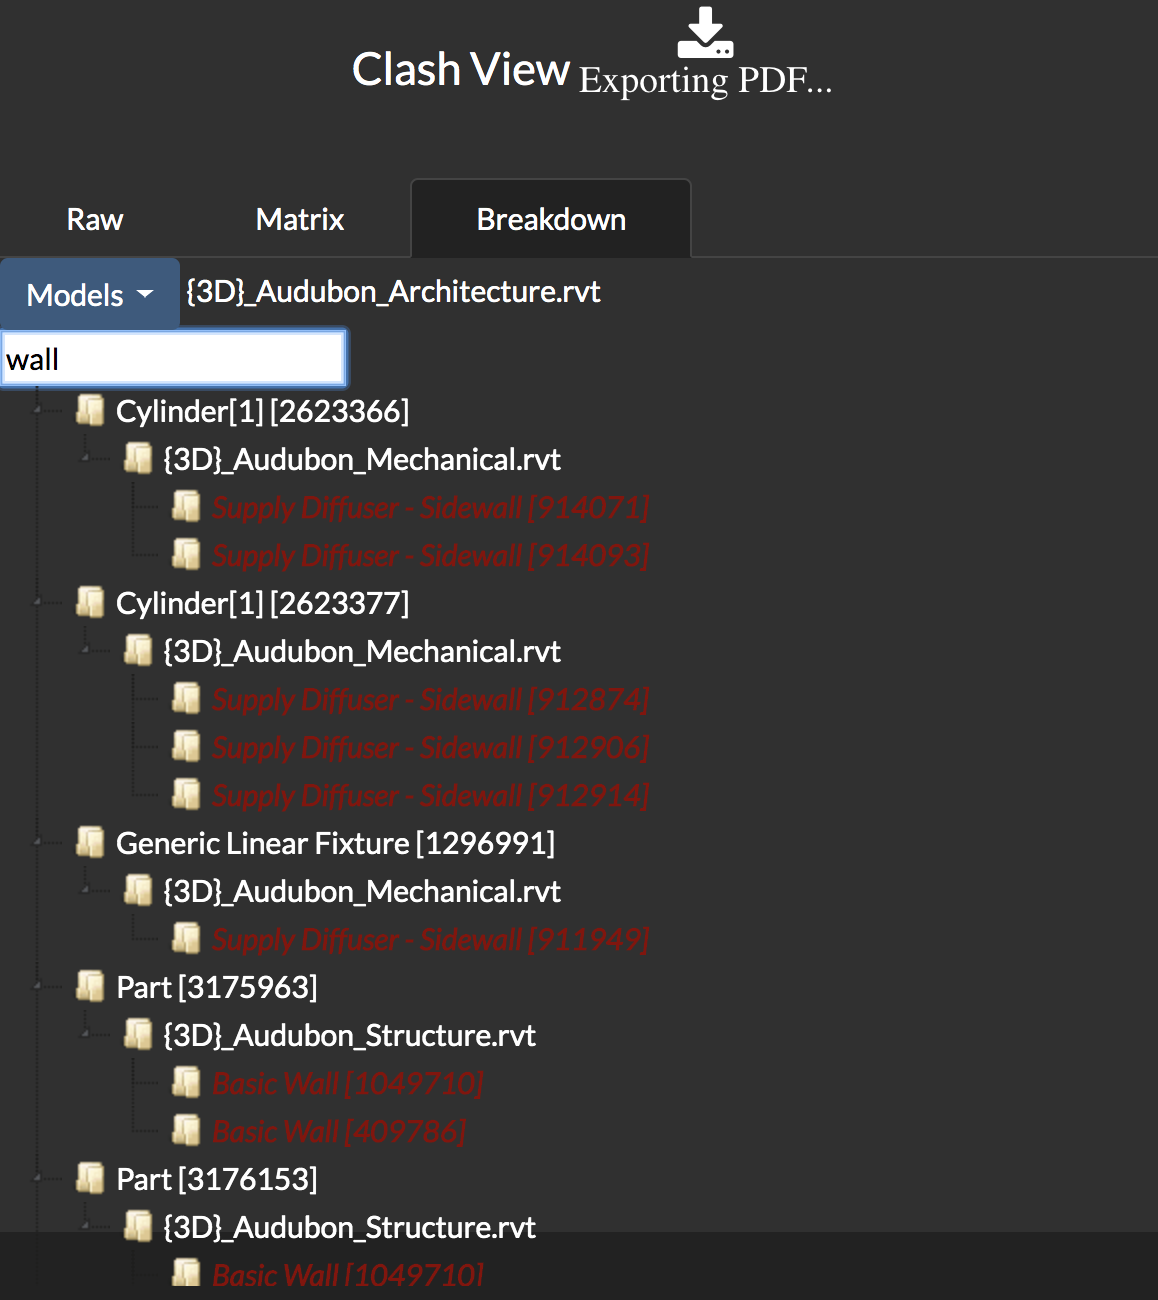 Clash View Exporting PDF...
Raw Matrix Breakdown
Models {3D}_Audubon_Architecture.rvt
wall
Cylinder[1] [2623366]
{3D}_Audubon_Mechanical.rvt
Supply Diffuser - Sidewall [914071]
Supply Diffuser - Sidewall [914093]
Cylinder[1] [2623377]
{3D}_Audubon_Mechanical.rvt
Supply Diffuser - Sidewall [912874]
Supply Diffuser - Sidewall [912906]
Supply Diffuser - Sidewall [912914]
Generic Linear Fixture [1296991]
{3D}_Audubon_Mechanical.rvt
Supply Diffuser - Sidewall [911949]
Part [3175963]
{3D}_Audubon_Structure.rvt
Basic Wall [1049710]
Basic Wall [409786]
Part [3176153]
{3D}_Audubon_Structure.rvt
Basic Wall [1049710]